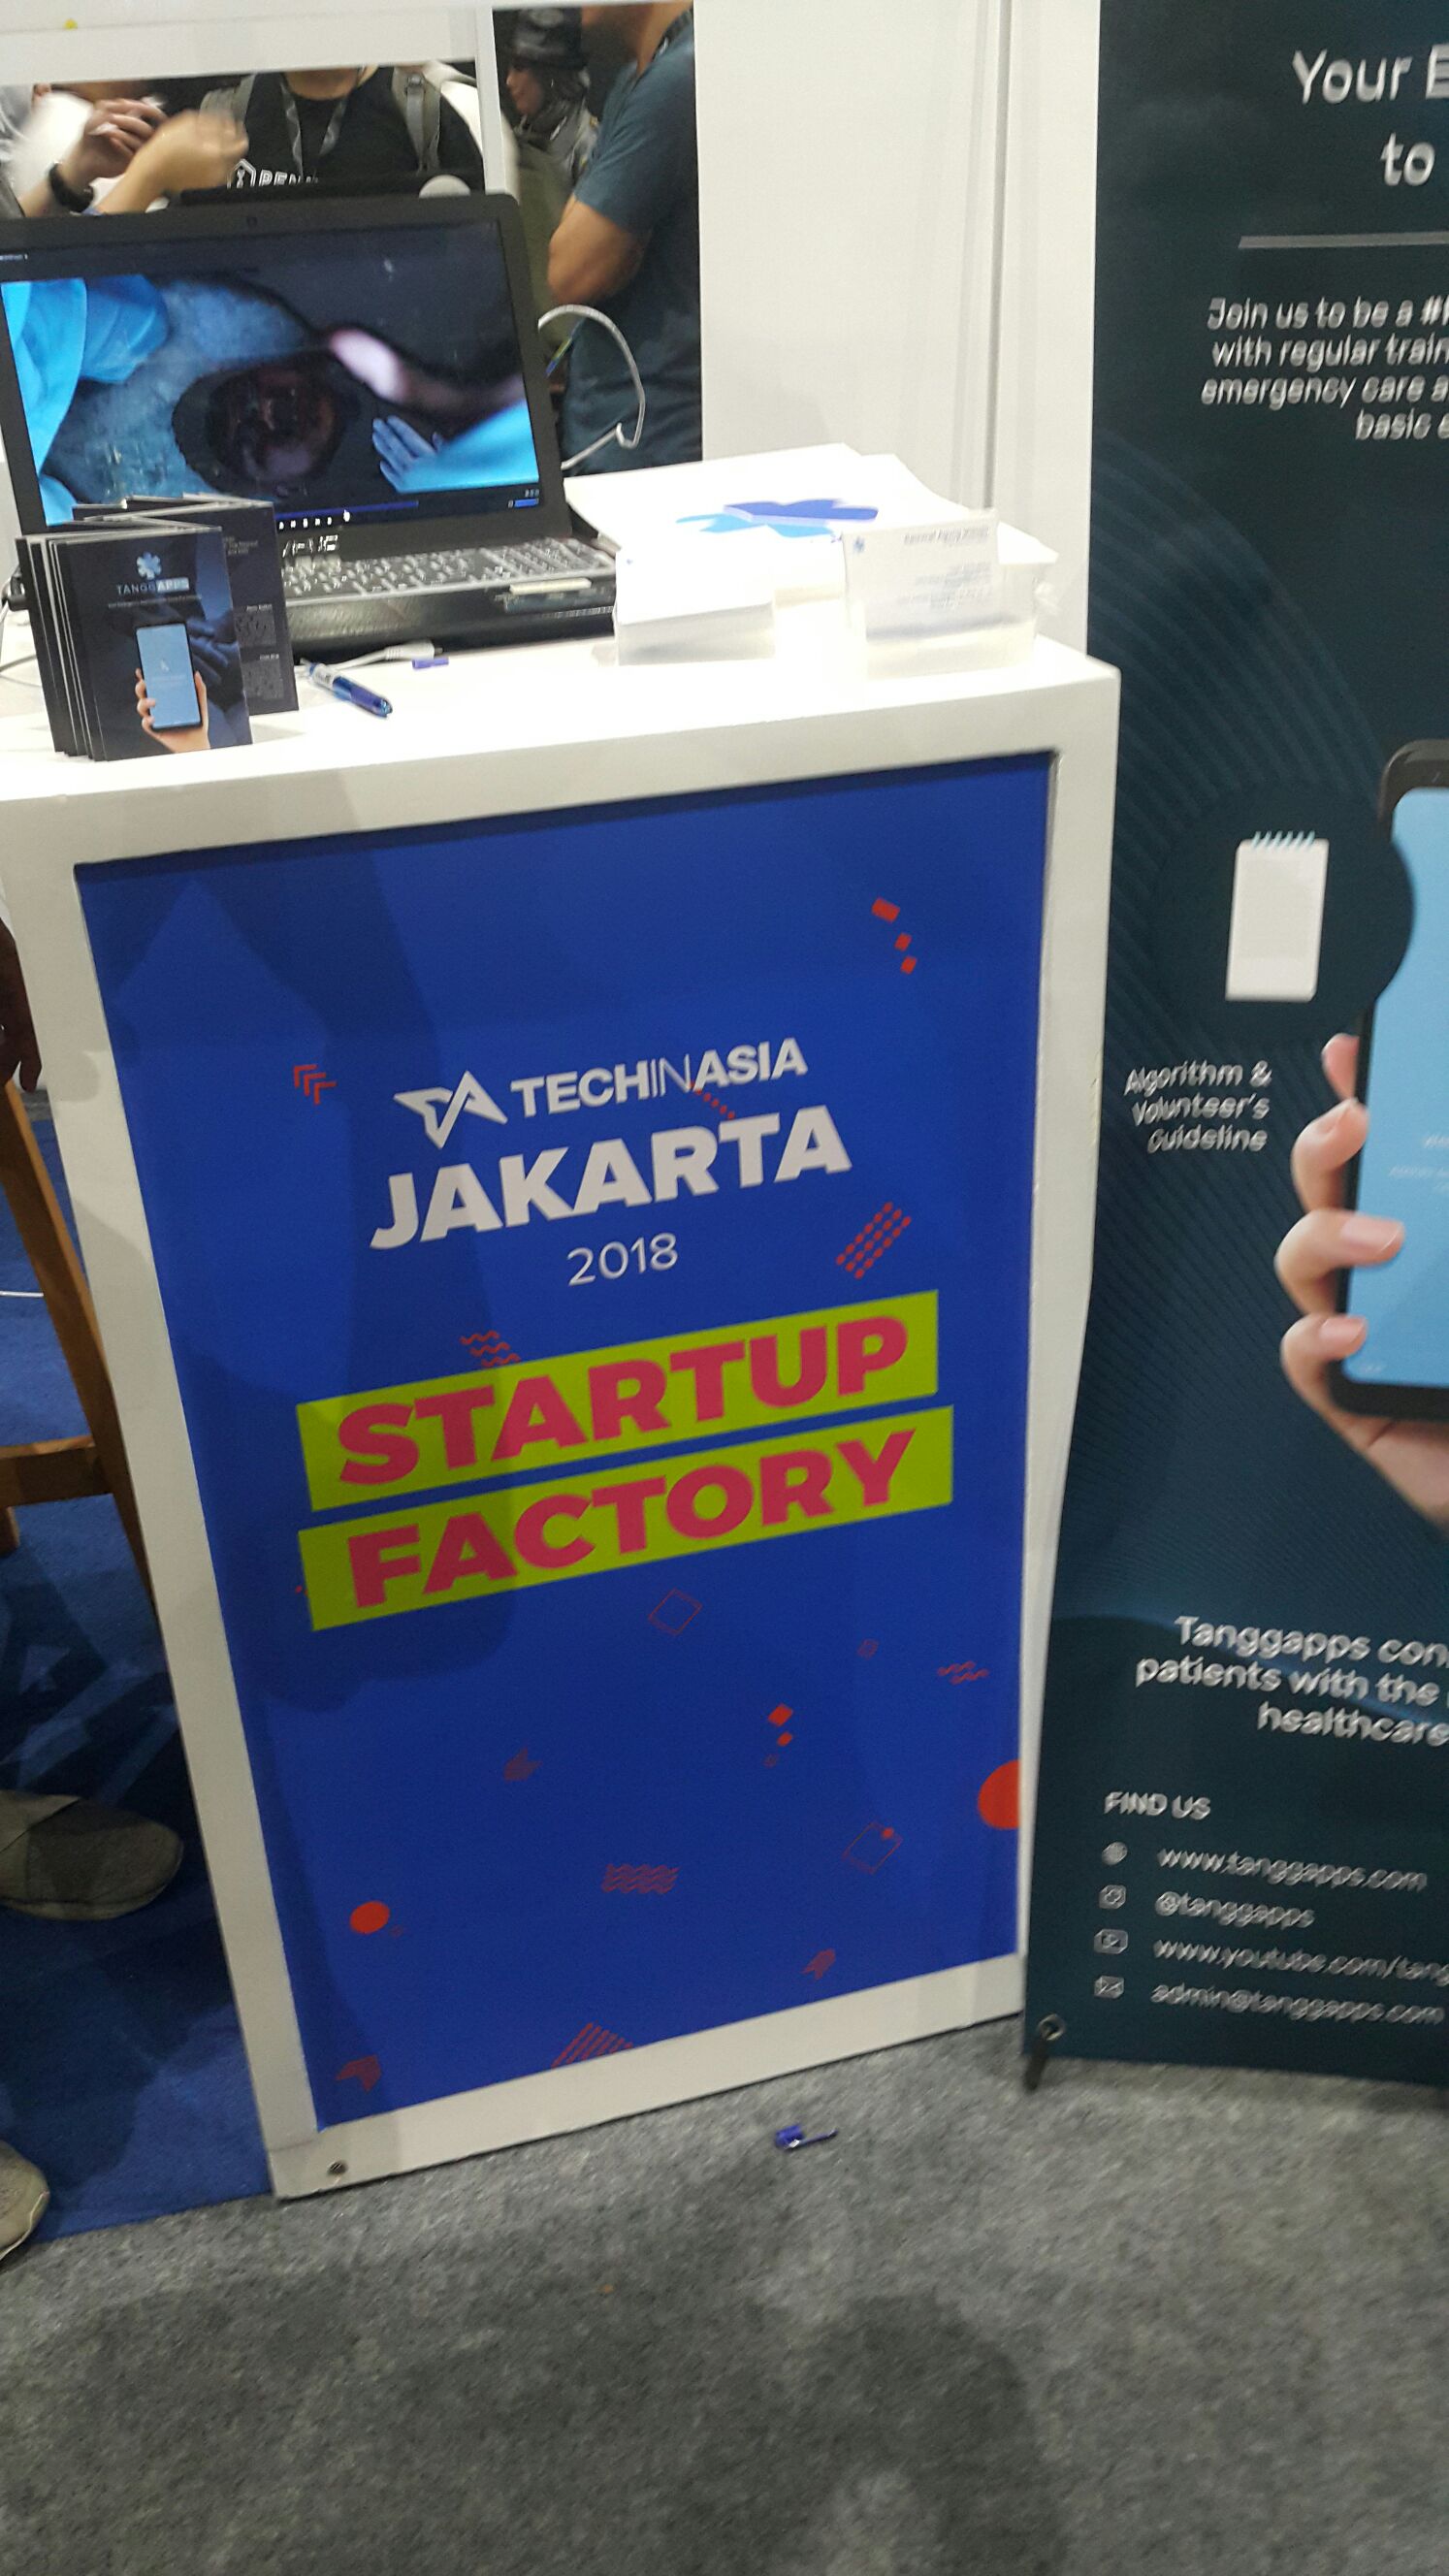 TANGGAPPS
TECHINASIA
JAKARTA
2018
STARTUP
FACTORY
Your E
to
Join us to be a
with regular train
emergency care a
basic
Algorithm &
Volunteer's
Guideline
Tanggapps con
patients with the
healthcare
FIND US
www.tanggapps.com
@tanggapps
www.youtube.com/tang
admin@tanggapps.com